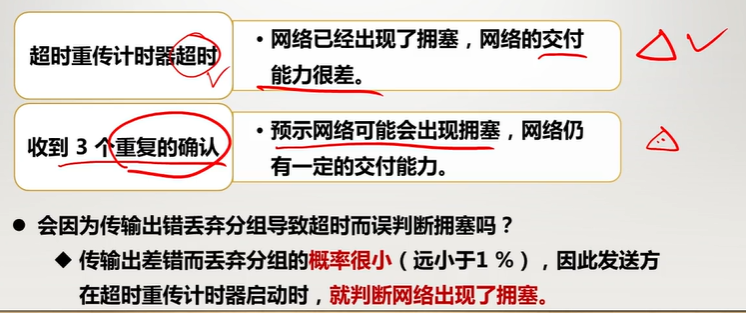 超时重传计时器超时
• 网络已经出现了拥塞，网络的交付
能力很差。
收到 3 个重复的确认
• 预示网络可能会出现拥塞，网络仍
有一定的交付能力。
● 会因为传输出错丢弃分组导致超时而误判断拥塞吗？
◆ 传输出差错而丢弃分组的概率很小（远小于1 %），因此发送方
在超时重传计时器启动时，就判断网络出现了拥塞。